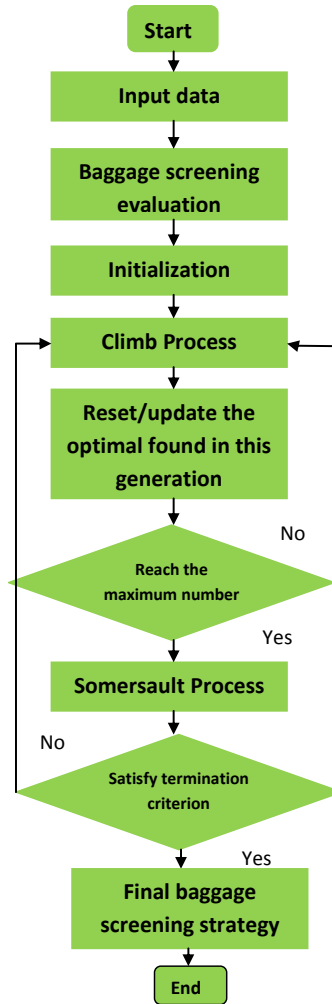 Start
Input data
Baggage screening
evaluation
Initialization
Climb Process
Reset/update the
optimal found in this
generation
No
Reach the
maximum number
Yes
Somersault Process
No
Satisfy termination
criterion
Yes
Final baggage
screening strategy
End